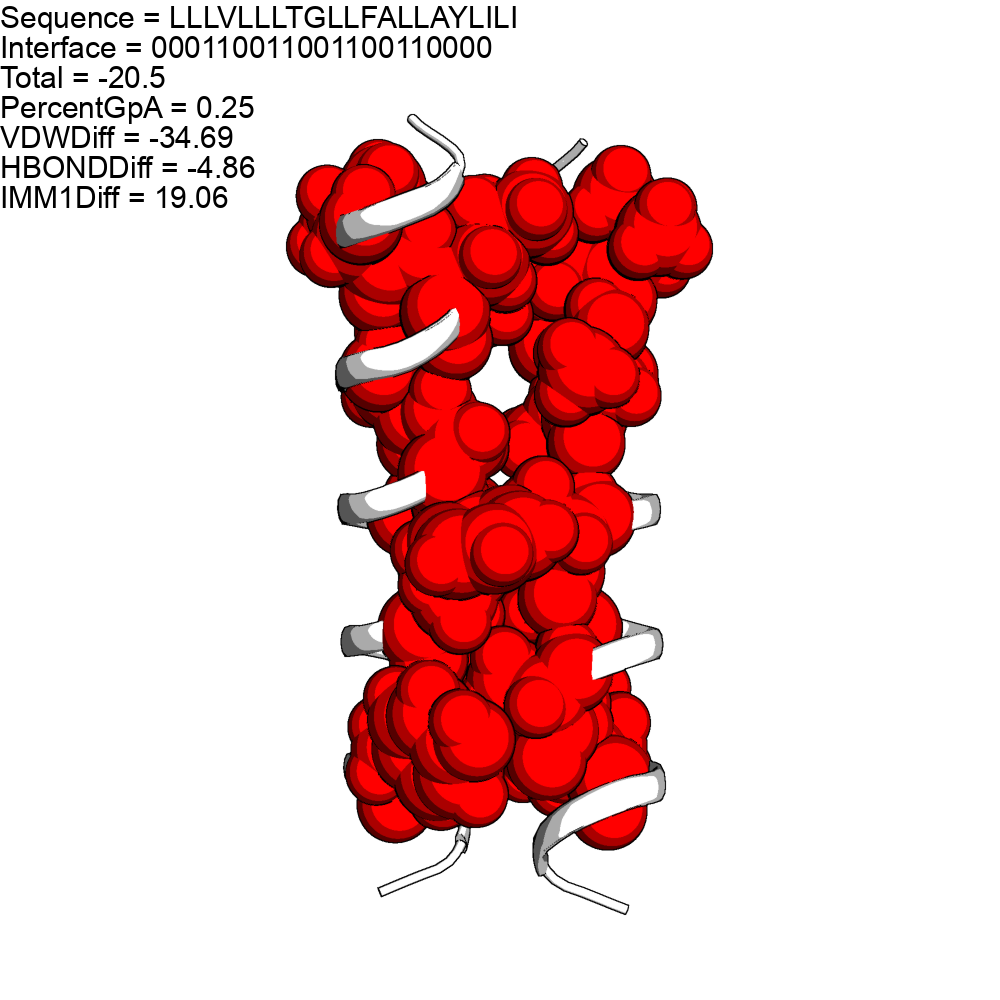 Sequence = LLLVLLLTGLLFALLAYLILI
Interface = 000110011001100110000
Total = -20.5
PercentGpA = 0.25
VDWDiff = -34.69
HBONDDiff = -4.86
IMM1Diff = 19.06